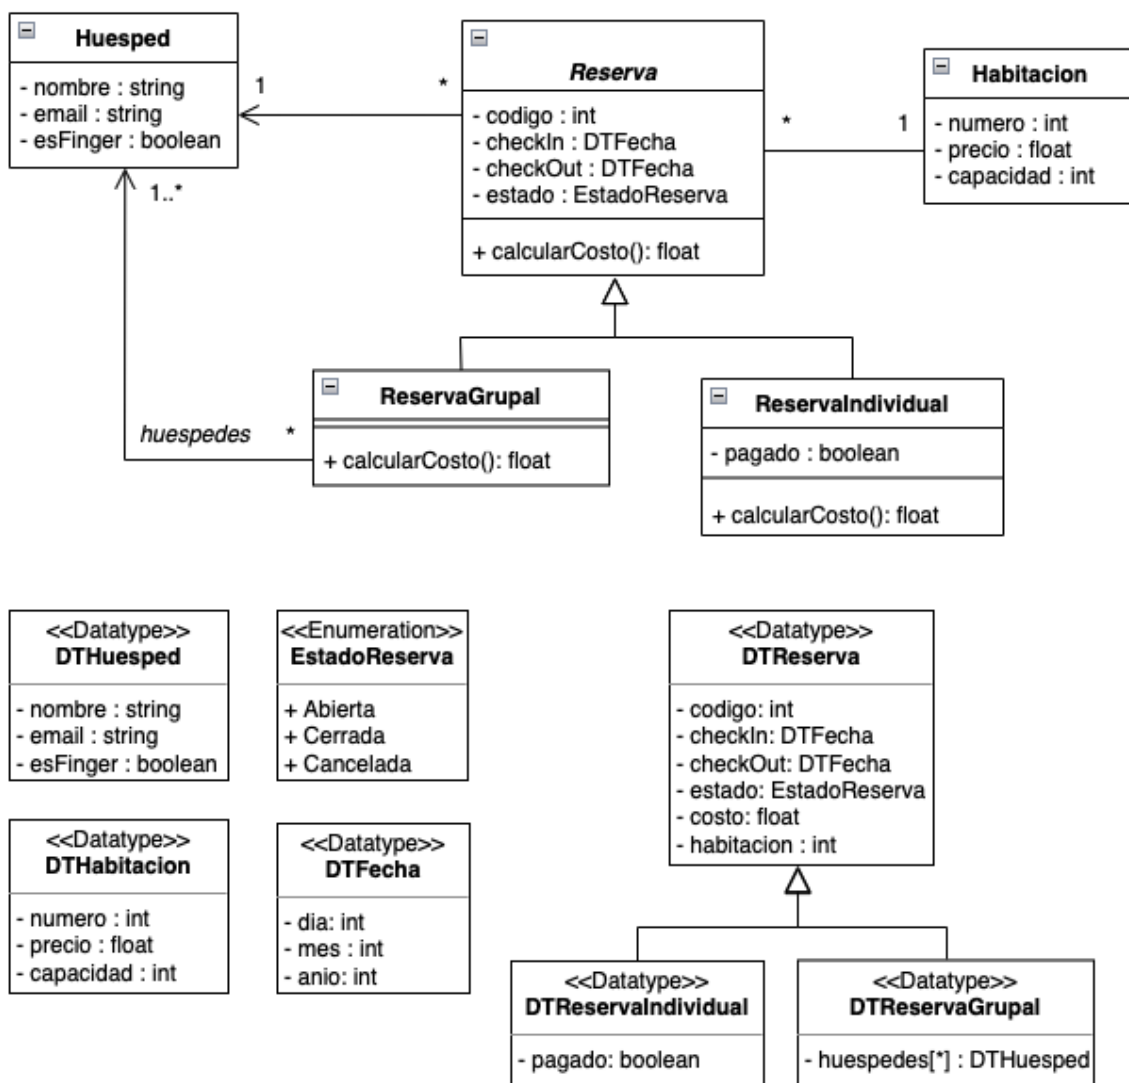 Huesped
- nombre : string
- email : string
- esFinger : boolean
1
*
Reserva
- codigo : int
- checkIn : DTFecha
- checkOut : DTFecha
- estado : EstadoReserva
+ calcularCosto(): float
*
1
Habitacion
- numero : int
- precio : float
- capacidad : int
1..*
huespedes
*
ReservaGrupal
+ calcularCosto(): float
ReservaIndividual
- pagado : boolean
+ calcularCosto(): float
<<Datatype>>
DTHuesped
- nombre : string
- email : string
- esFinger : boolean
<<Enumeration>>
EstadoReserva
+ Abierta
+ Cerrada
+ Cancelada
<<Datatype>>
DTReserva
- codigo: int
- checkIn: DTFecha
- checkOut: DTFecha
- estado: EstadoReserva
- costo: float
- habitacion : int
<<Datatype>>
DTHabitacion
- numero : int
- precio : float
- capacidad : int
<<Datatype>>
DTFecha
- dia: int
- mes : int
- anio: int
<<Datatype>>
DTReservaIndividual
- pagado: boolean
<<Datatype>>
DTReservaGrupal
- huespedes[*] : DTHuesped